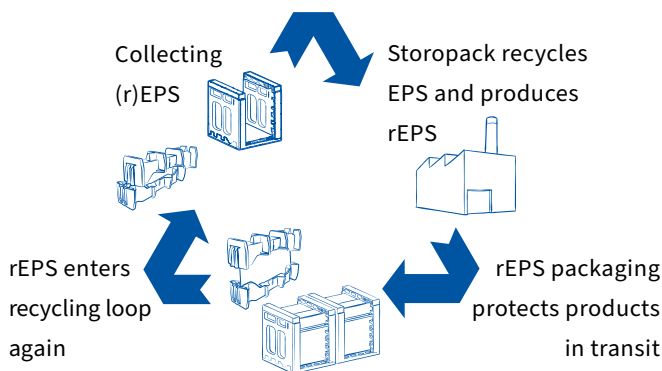 Collecting
(r)EPS
Storopack recycles
EPS and produces
rEPS
rEPS packaging
protects products
in transit
rEPS enters
recycling loop
again